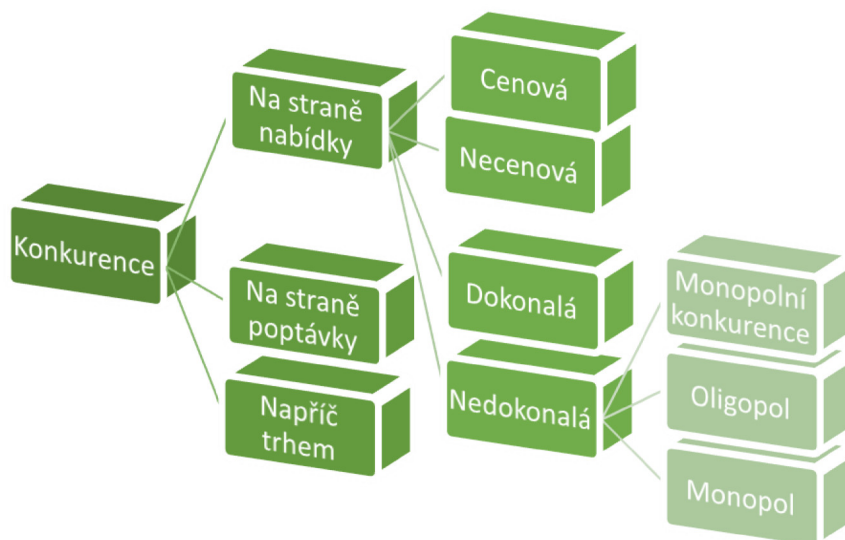 Konkurence
Na straně
nabídky
Cenová
Necenová
Dokonalá
Nedokonalá
Monopolní
konkurence
Oligopol
Monopol
Na straně
poptávky
Napříč
trhem